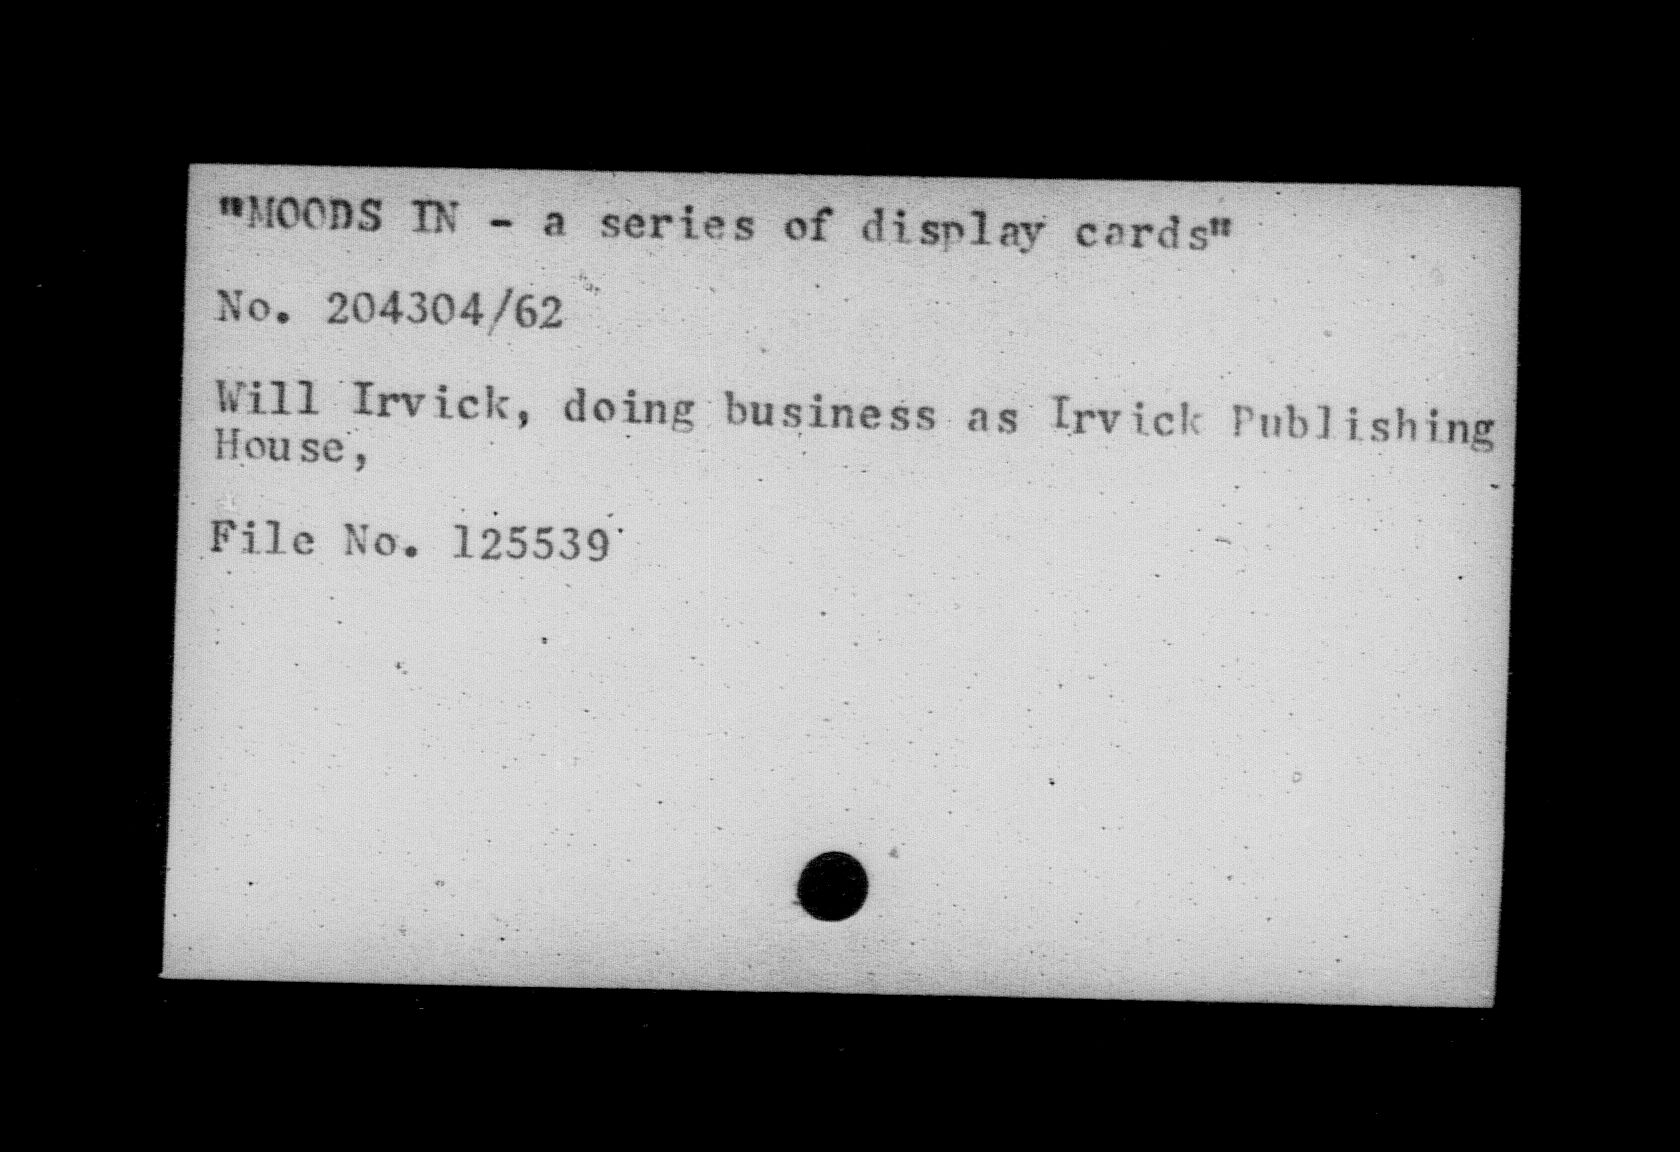 "MOODS IN - a series of display cards"
No. 204304/62
Will Irvick, doing business as Irvick Publishing
House,
File No. 125539